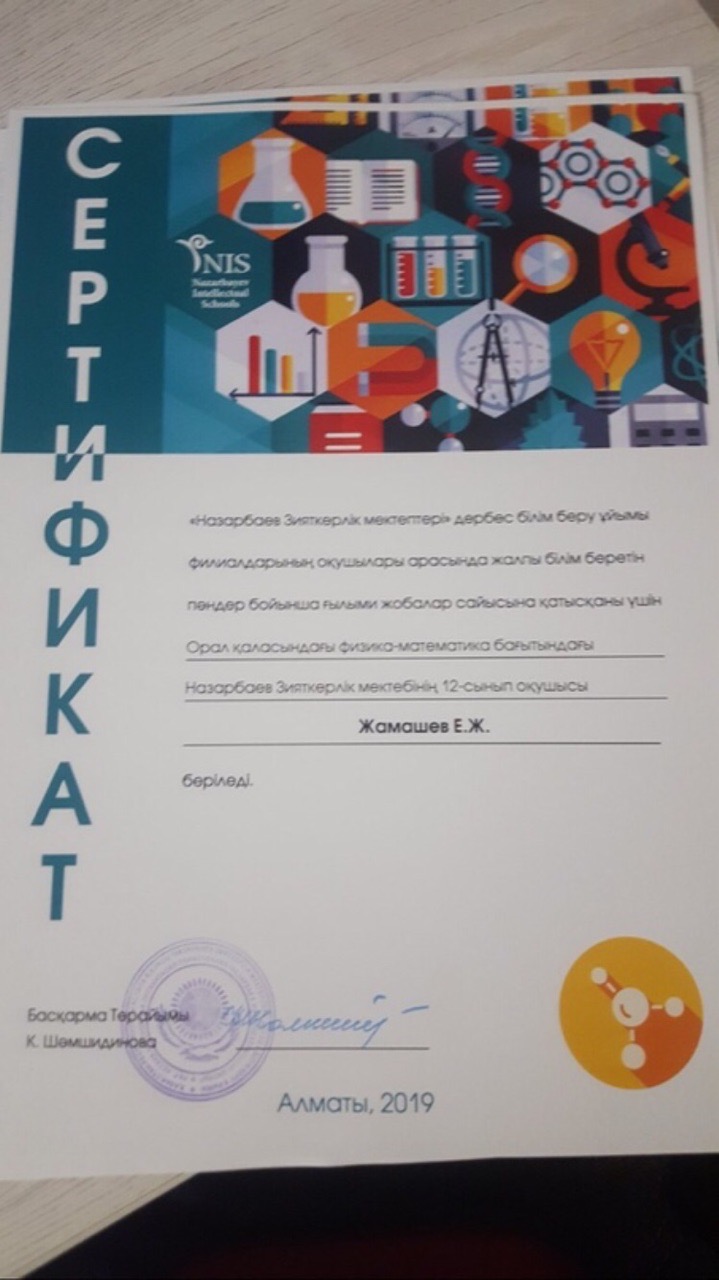 СЕРТИФИКАТ
NIS
Nazarbayev
Intellectual
Schools
«Назарбаев Зияткерлік мектептері» дербес білім беру ұйымы
филиалдарының оқушылары арасында жалпы білім беретін
пәндер бойынша ғылыми жобалар сайысына қатысқаны үшін
Орал қаласындағы физика-математика бағытындағы
Назарбаев Зияткерлік мектебінің 12-сынып оқушысы
Жамашев Е.Ж.
беріледі.
Басқарма Төрайымы
К. Шәмшидинова
Алматы, 2019